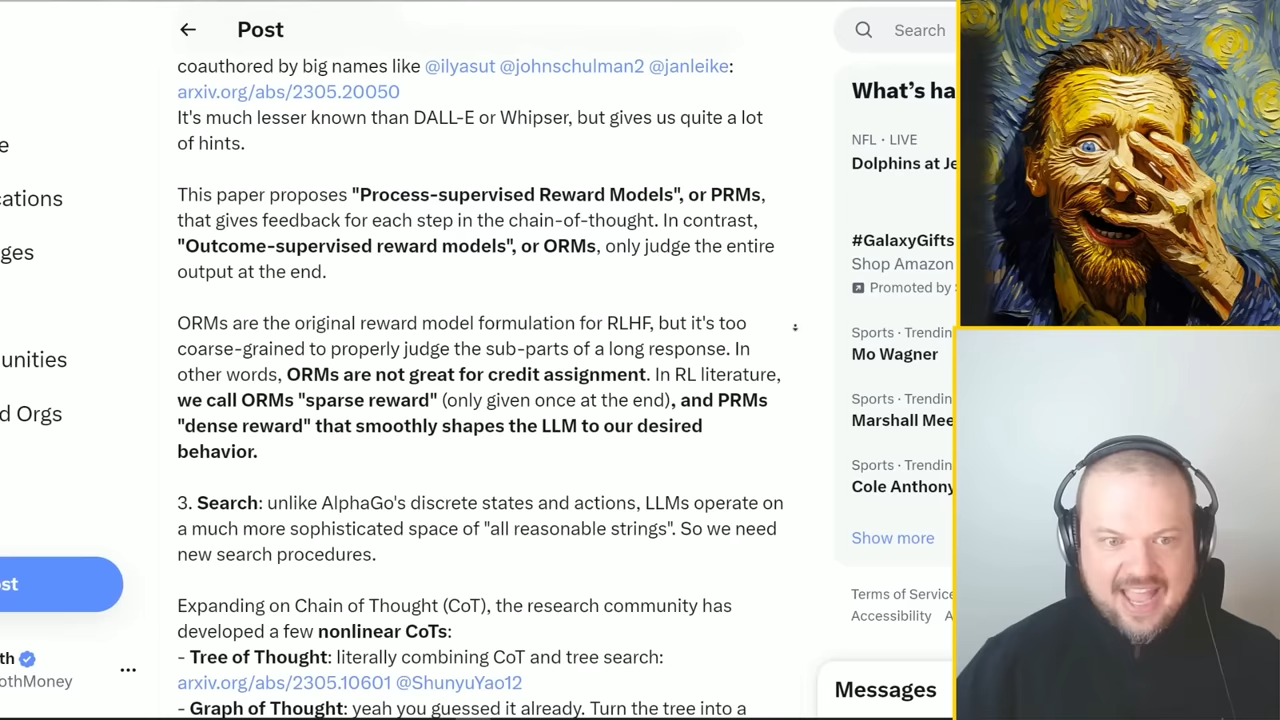 Post
Search
coauthored by big names like @ilyasut @johnschulman2 @janleike:
arxiv.org/abs/2305.20050
It's much lesser known than DALL-E or Whipser, but gives us quite a lot
of hints.
This paper proposes "Process-supervised Reward Models", or PRMs,
that gives feedback for each step in the chain-of-thought. In contrast,
"Outcome-supervised reward models", or ORMs, only judge the entire
output at the end.
ORMs are the original reward model formulation for RLHF, but it's too
coarse-grained to properly judge the sub-parts of a long response. In
other words, ORMs are not great for credit assignment. In RL literature,
we call ORMs "sparse reward" (only given once at the end), and PRMs
"dense reward" that smoothly shapes the LLM to our desired
behavior.
3. Search: unlike AlphaGo's discrete states and actions, LLMs operate on
a much more sophisticated space of "all reasonable strings". So we need
new search procedures.
Expanding on Chain of Thought (CoT), the research community has
developed a few nonlinear CoTs:
- Tree of Thought: literally combining CoT and tree search:
arxiv.org/abs/2305.10601 @ShunyuYao12
- Graph of Thought: yeah you guessed it already. Turn the tree into a
e
cations
ges
unities
d Orgs
st
th
othMoney
What's ha
NFL · LIVE
Dolphins at Je
#GalaxyGifts
Shop Amazon
Promoted by
Sports · Trendin
Mo Wagner
Sports · Trendin
Marshall Mee
Sports · Trendin
Cole Anthony
Show more
Terms of Service
Accessibility A
Messages